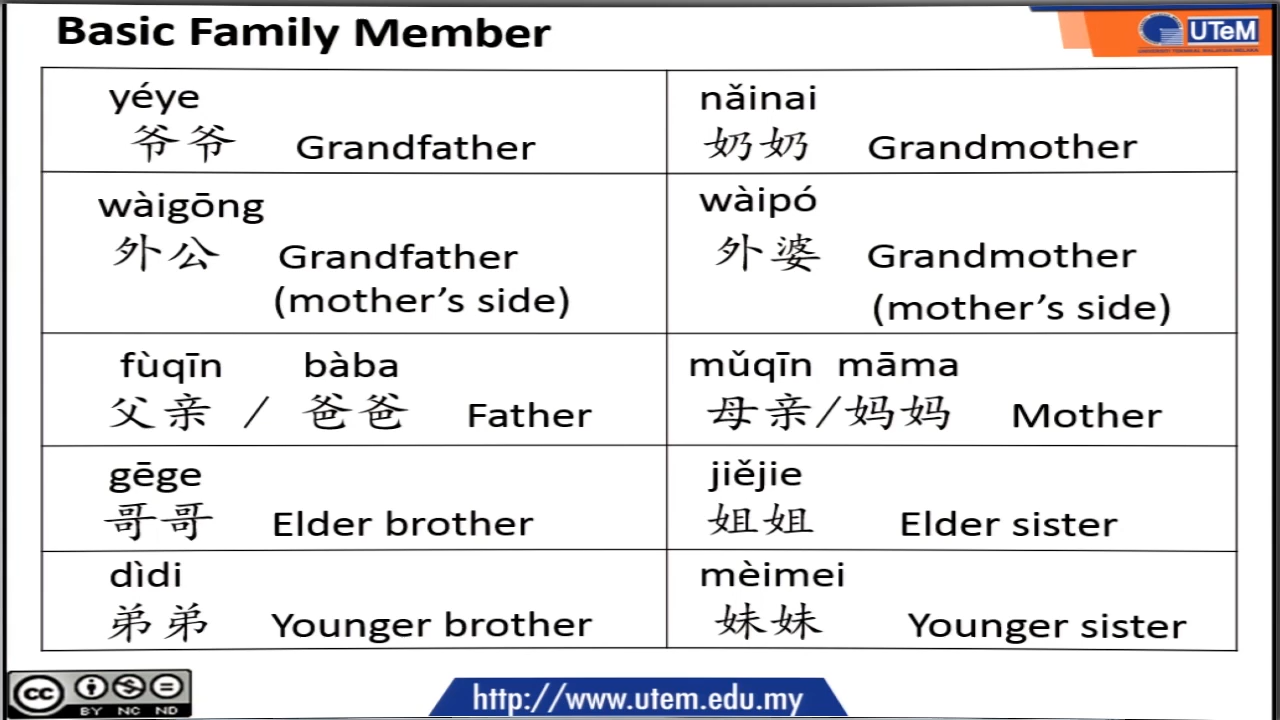 Basic Family Member
UTeM
yéye
爷爷 Grandfather
nǎinai
奶奶 Grandmother
wàigōng
外公 Grandfather
(mother's side)
wàipó
外婆 Grandmother
(mother's side)
fùqīn bàba
父亲 / 爸爸 Father
mǔqīn māma
母亲/妈妈 Mother
gēge
哥哥 Elder brother
jiějie
姐姐 Elder sister
dìdi
弟弟 Younger brother
mèimei
妹妹 Younger sister
cc
BY NC ND
http://www.utem.edu.my